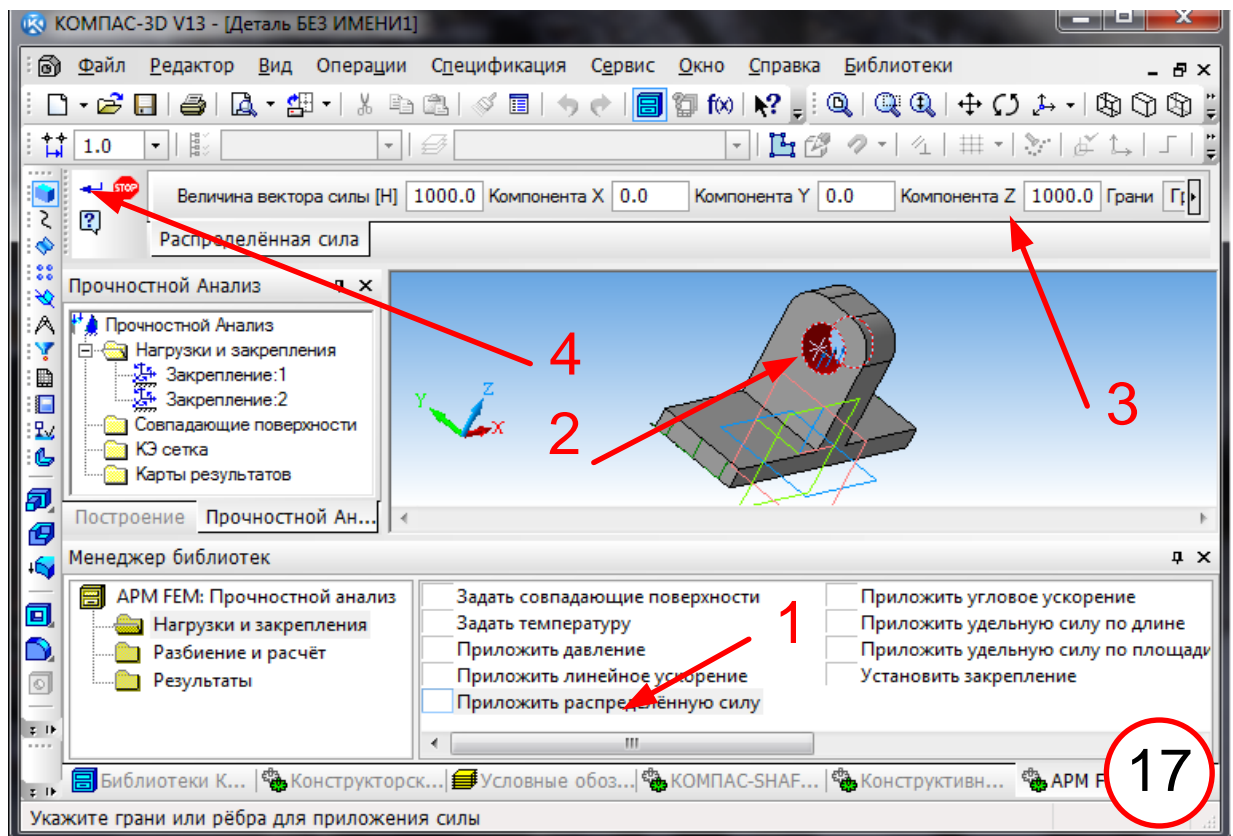 КОМПАС-3D V13 - [Деталь БЕЗ ИМЕНИ1]
Файл Редактор Вид Операции Спецификация Сервис Окно Справка Библиотеки
f(x)
1.0
STOP Величина вектора силы [Н] 1000.0 Компонента X 0.0 Компонента Y 0.0 Компонента Z 1000.0 Грани
Распределённая сила
Прочностной Анализ
Прочностной Анализ
Нагрузки и закрепления
Закрепление:1
Закрепление:2
Совпадающие поверхности
КЭ сетка
Карты результатов
Построение Прочностной Ан...
Y Z X
4
2
3
Менеджер библиотек
APM FEM: Прочностной анализ
Нагрузки и закрепления
Разбиение и расчёт
Результаты
Задать совпадающие поверхности
Задать температуру
Приложить давление
Приложить линейное ускорение
Приложить распределённую силу
1
Приложить угловое ускорение
Приложить удельную силу по длине
Приложить удельную силу по площади
Установить закрепление
Библиотеки К... Конструкторск... Условные обоз... КОМПАС-SHAF... Конструктивн... APM F
17
Укажите грани или рёбра для приложения силы